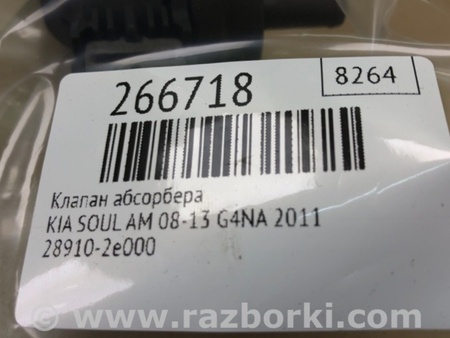 266718
8264
Клапан абсорбера
KIA SOUL AM 08-13 G4NA 2011
28910-2e000
www.razborki.com